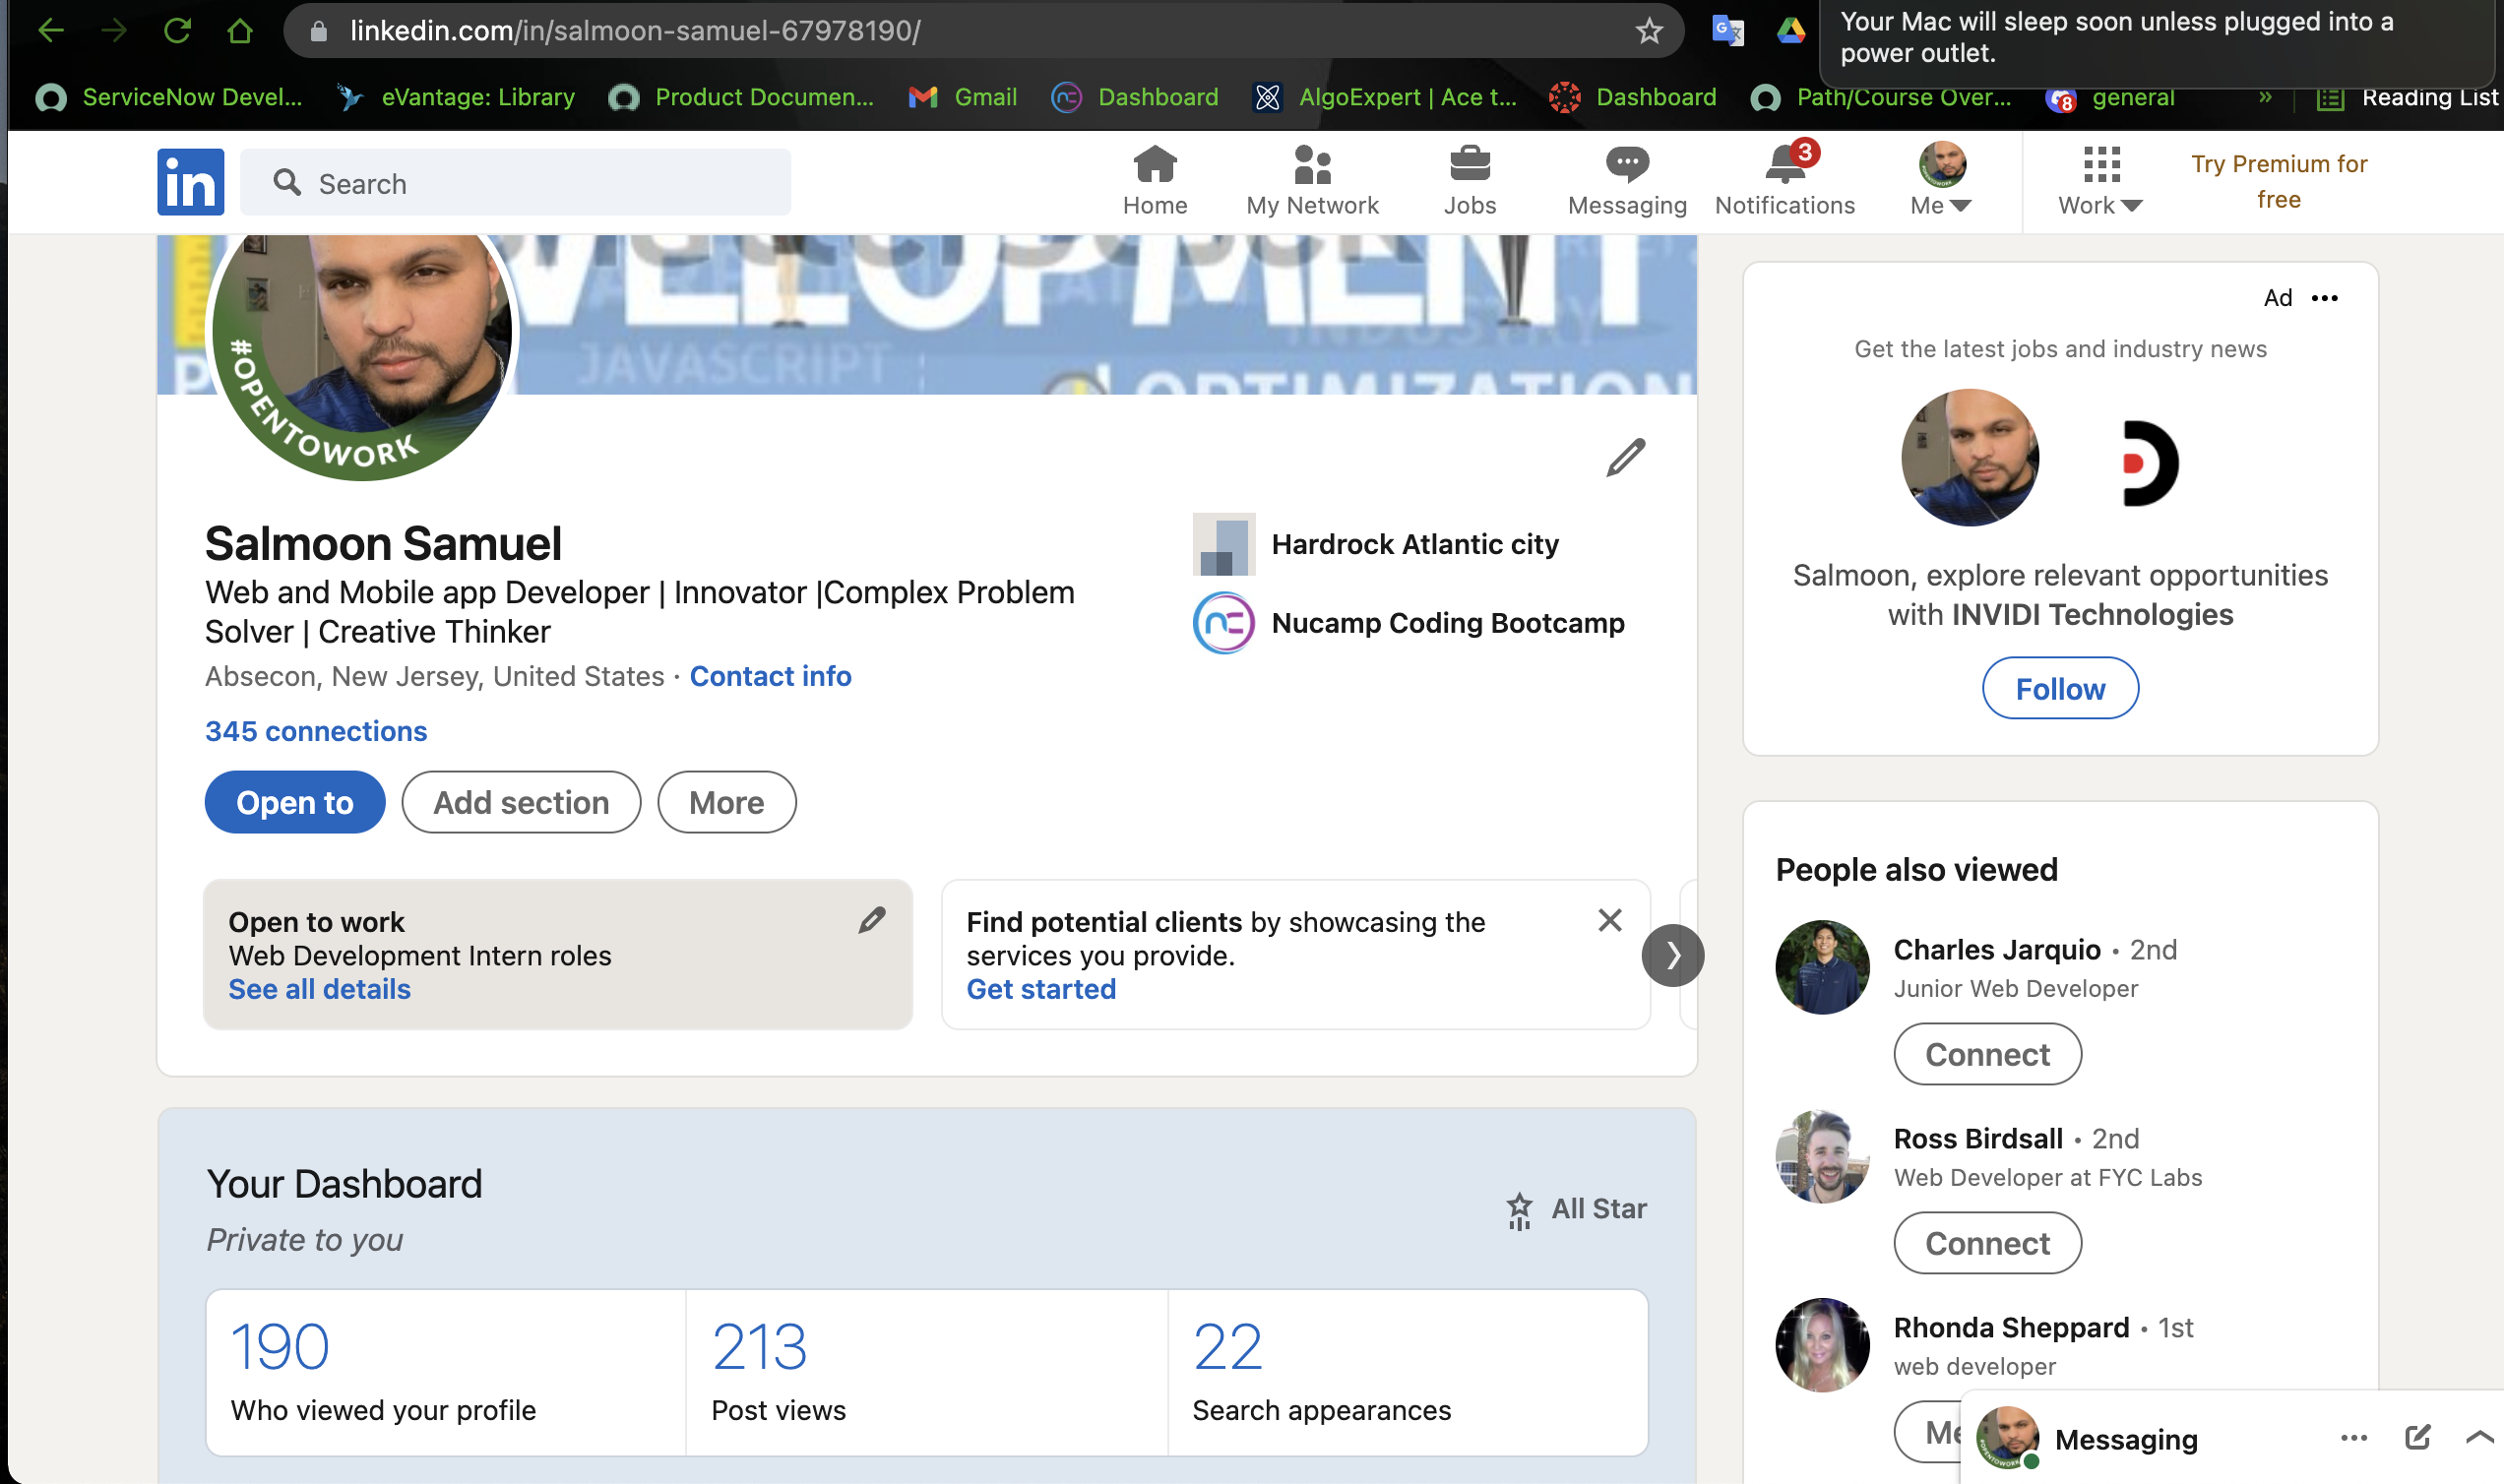 linkedin.com/in/salmoon-samuel-67978190/
Your Mac will sleep soon unless plugged into a
power outlet.
ServiceNow Devel...
eVantage: Library
Product Documen...
Gmail
Dashboard
AlgoExpert | Ace t...
Dashboard
Path/Course Over...
8
general
»
Reading List
in
Search
Home
My Network
Jobs
Messaging
3
Notifications
Me
Work
Try Premium for
free
VELOPMENT
INDUSTRY
JAVASCRIPT
OPTIMIZATION
#OPENTOWORK
Salmoon Samuel
Web and Mobile app Developer | Innovator |Complex Problem
Solver | Creative Thinker
Absecon, New Jersey, United States · Contact info
345 connections
Open to
Add section
More
Hardrock Atlantic city
Nucamp Coding Bootcamp
Open to work
Web Development Intern roles
See all details
Find potential clients by showcasing the
services you provide.
Get started
Your Dashboard
Private to you
All Star
190
Who viewed your profile
213
Post views
22
Search appearances
Ad
Get the latest jobs and industry news
Salmoon, explore relevant opportunities
with INVIDI Technologies
Follow
People also viewed
Charles Jarquio · 2nd
Junior Web Developer
Connect
Ross Birdsall · 2nd
Web Developer at FYC Labs
Connect
Rhonda Sheppard · 1st
web developer
Messaging